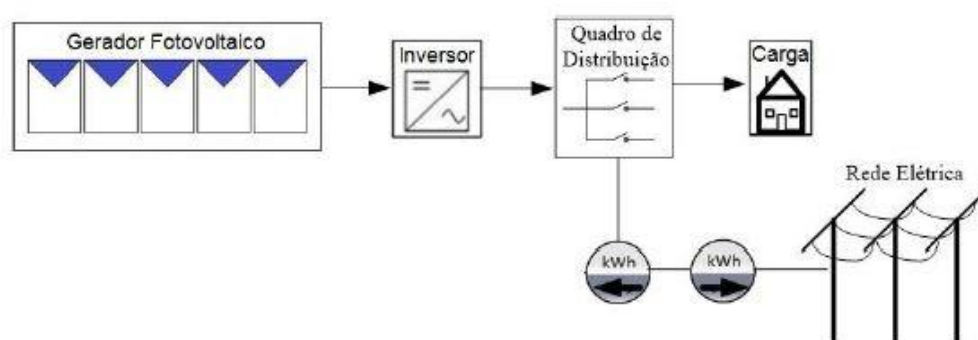 Gerador Fotovoltaico
Inversor
Quadro de
Distribuição
Carga
Rede Elétrica
kWh
kWh